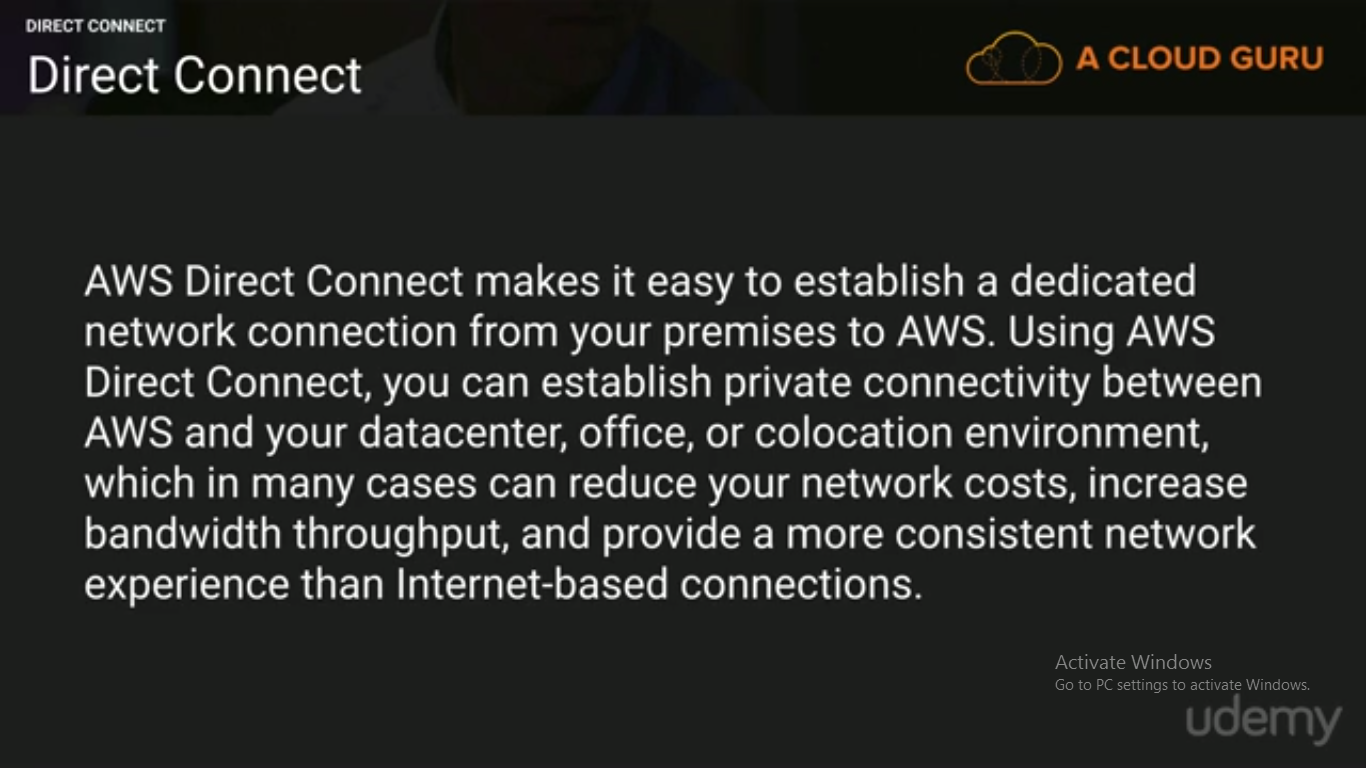 DIRECT CONNECT
Direct Connect
A CLOUD GURU
AWS Direct Connect makes it easy to establish a dedicated
network connection from your premises to AWS. Using AWS
Direct Connect, you can establish private connectivity between
AWS and your datacenter, office, or colocation environment,
which in many cases can reduce your network costs, increase
bandwidth throughput, and provide a more consistent network
experience than Internet-based connections.
Activate Windows
Go to PC settings to activate Windows.
udemy